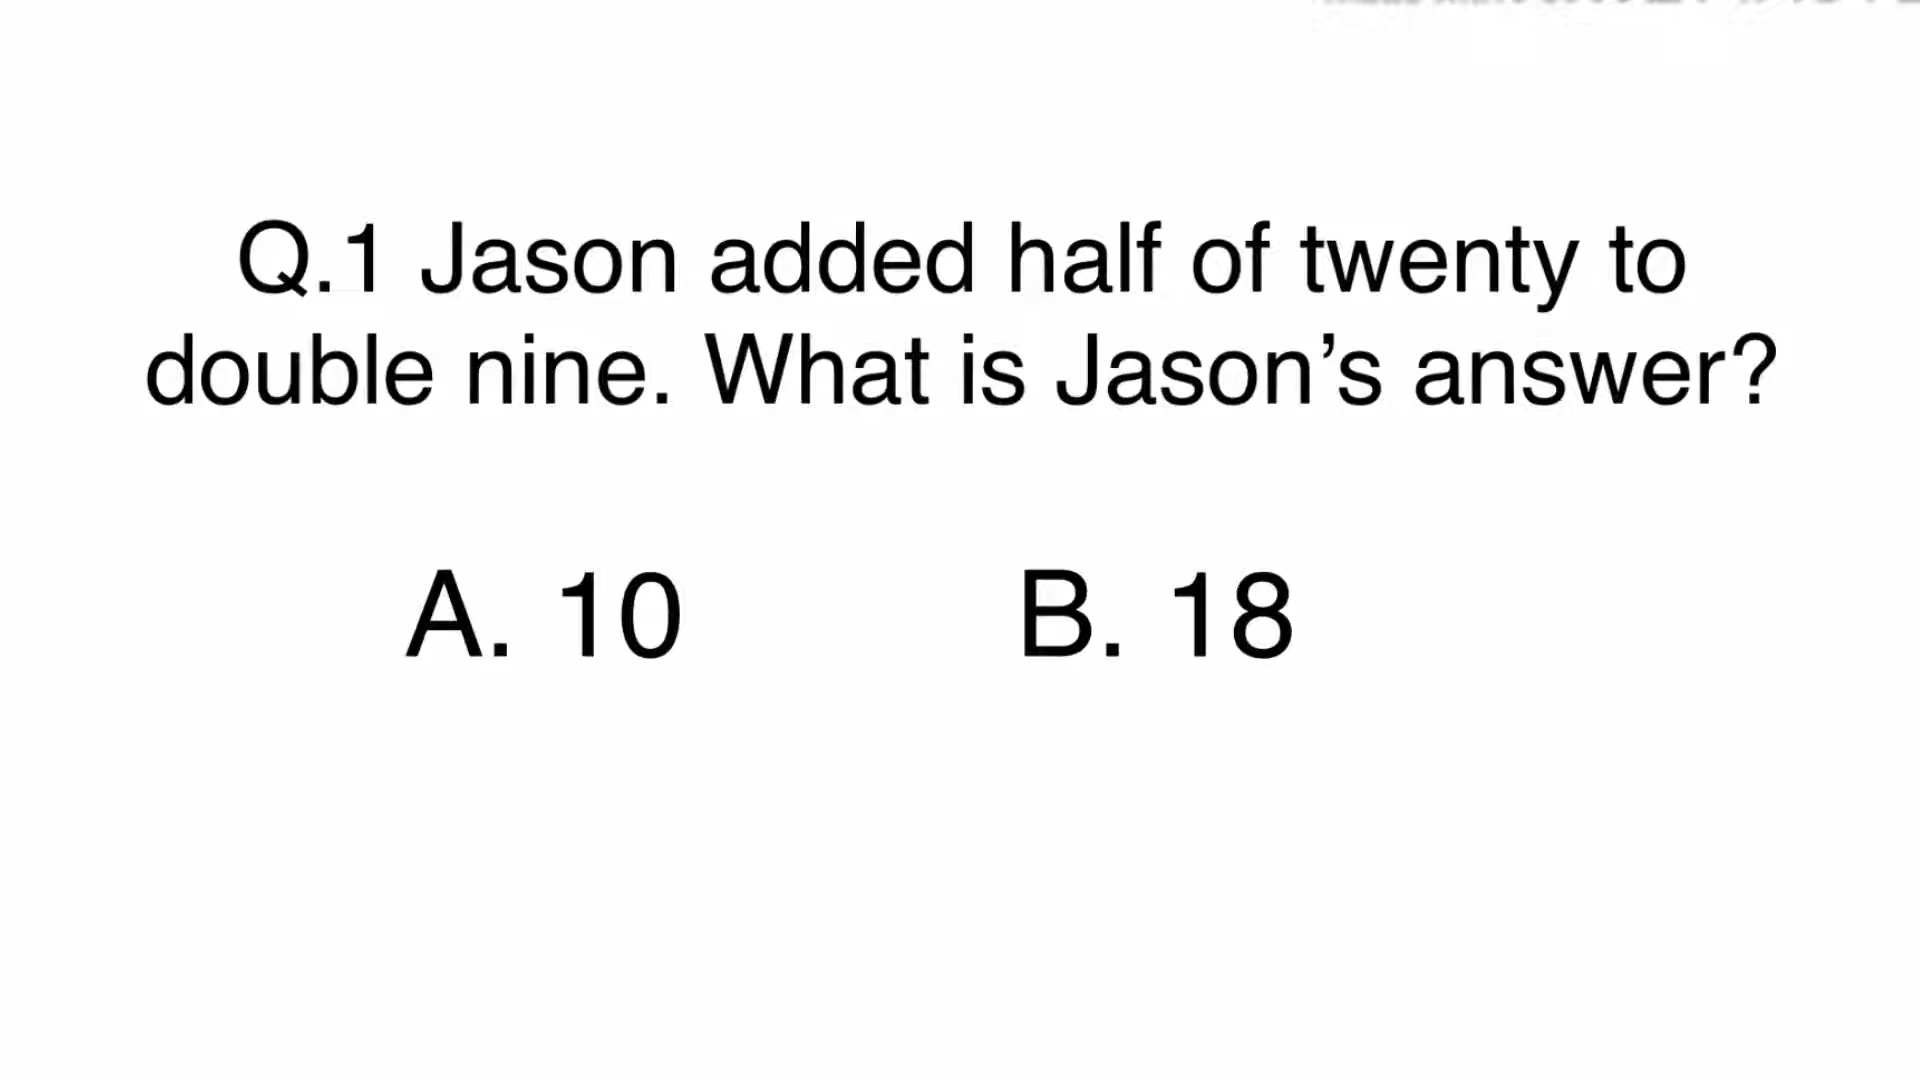 Q.1 Jason added half of twenty to
double nine. What is Jason’s answer?
A. 10 B. 18